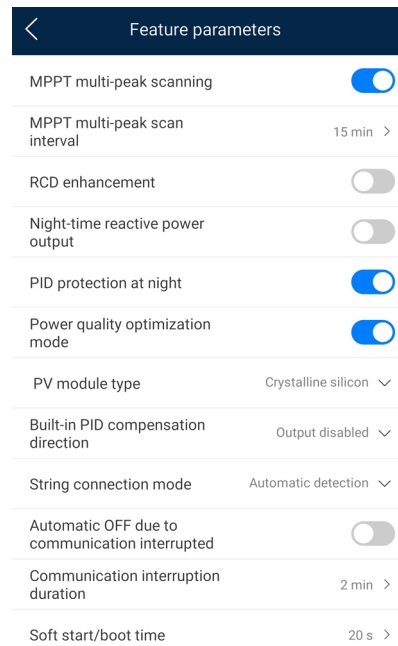 Feature parameters
MPPT multi-peak scanning
MPPT multi-peak scan
interval
15 min
RCD enhancement
Night-time reactive power
output
PID protection at night
Power quality optimization
mode
PV module type
Crystalline silicon
Built-in PID compensation
direction
Output disabled
String connection mode
Automatic detection
Automatic OFF due to
communication interrupted
Communication interruption
duration
2 min
Soft start/boot time
20 s